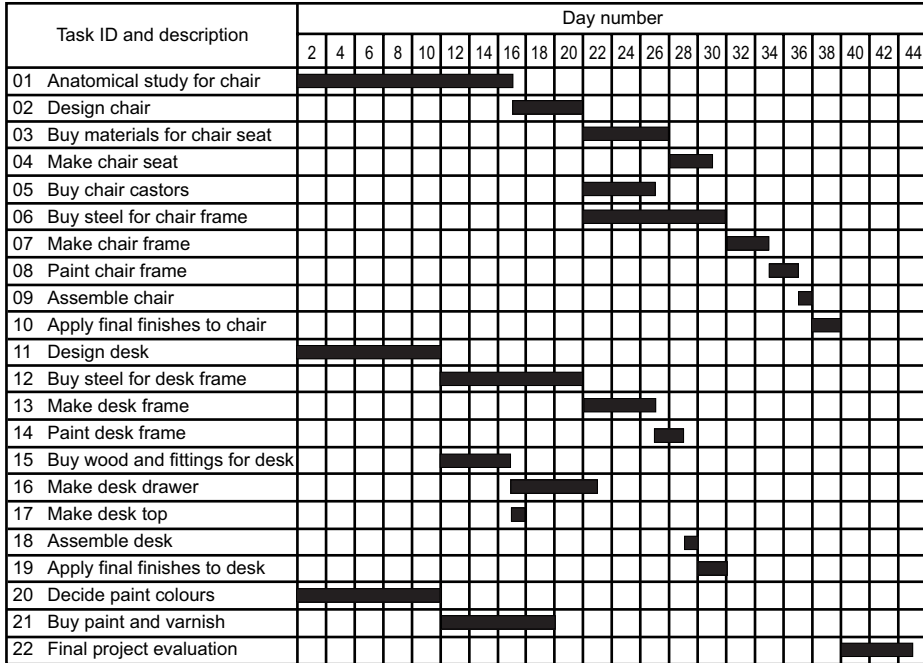 Task ID and description
Day number
2 4 6 8 10 12 14 16 18 20 22 24 26 28 30 32 34 36 38 40 42 44
01 Anatomical study for chair
02 Design chair
03 Buy materials for chair seat
04 Make chair seat
05 Buy chair castors
06 Buy steel for chair frame
07 Make chair frame
08 Paint chair frame
09 Assemble chair
10 Apply final finishes to chair
11 Design desk
12 Buy steel for desk frame
13 Make desk frame
14 Paint desk frame
15 Buy wood and fittings for desk
16 Make desk drawer
17 Make desk top
18 Assemble desk
19 Apply final finishes to desk
20 Decide paint colours
21 Buy paint and varnish
22 Final project evaluation